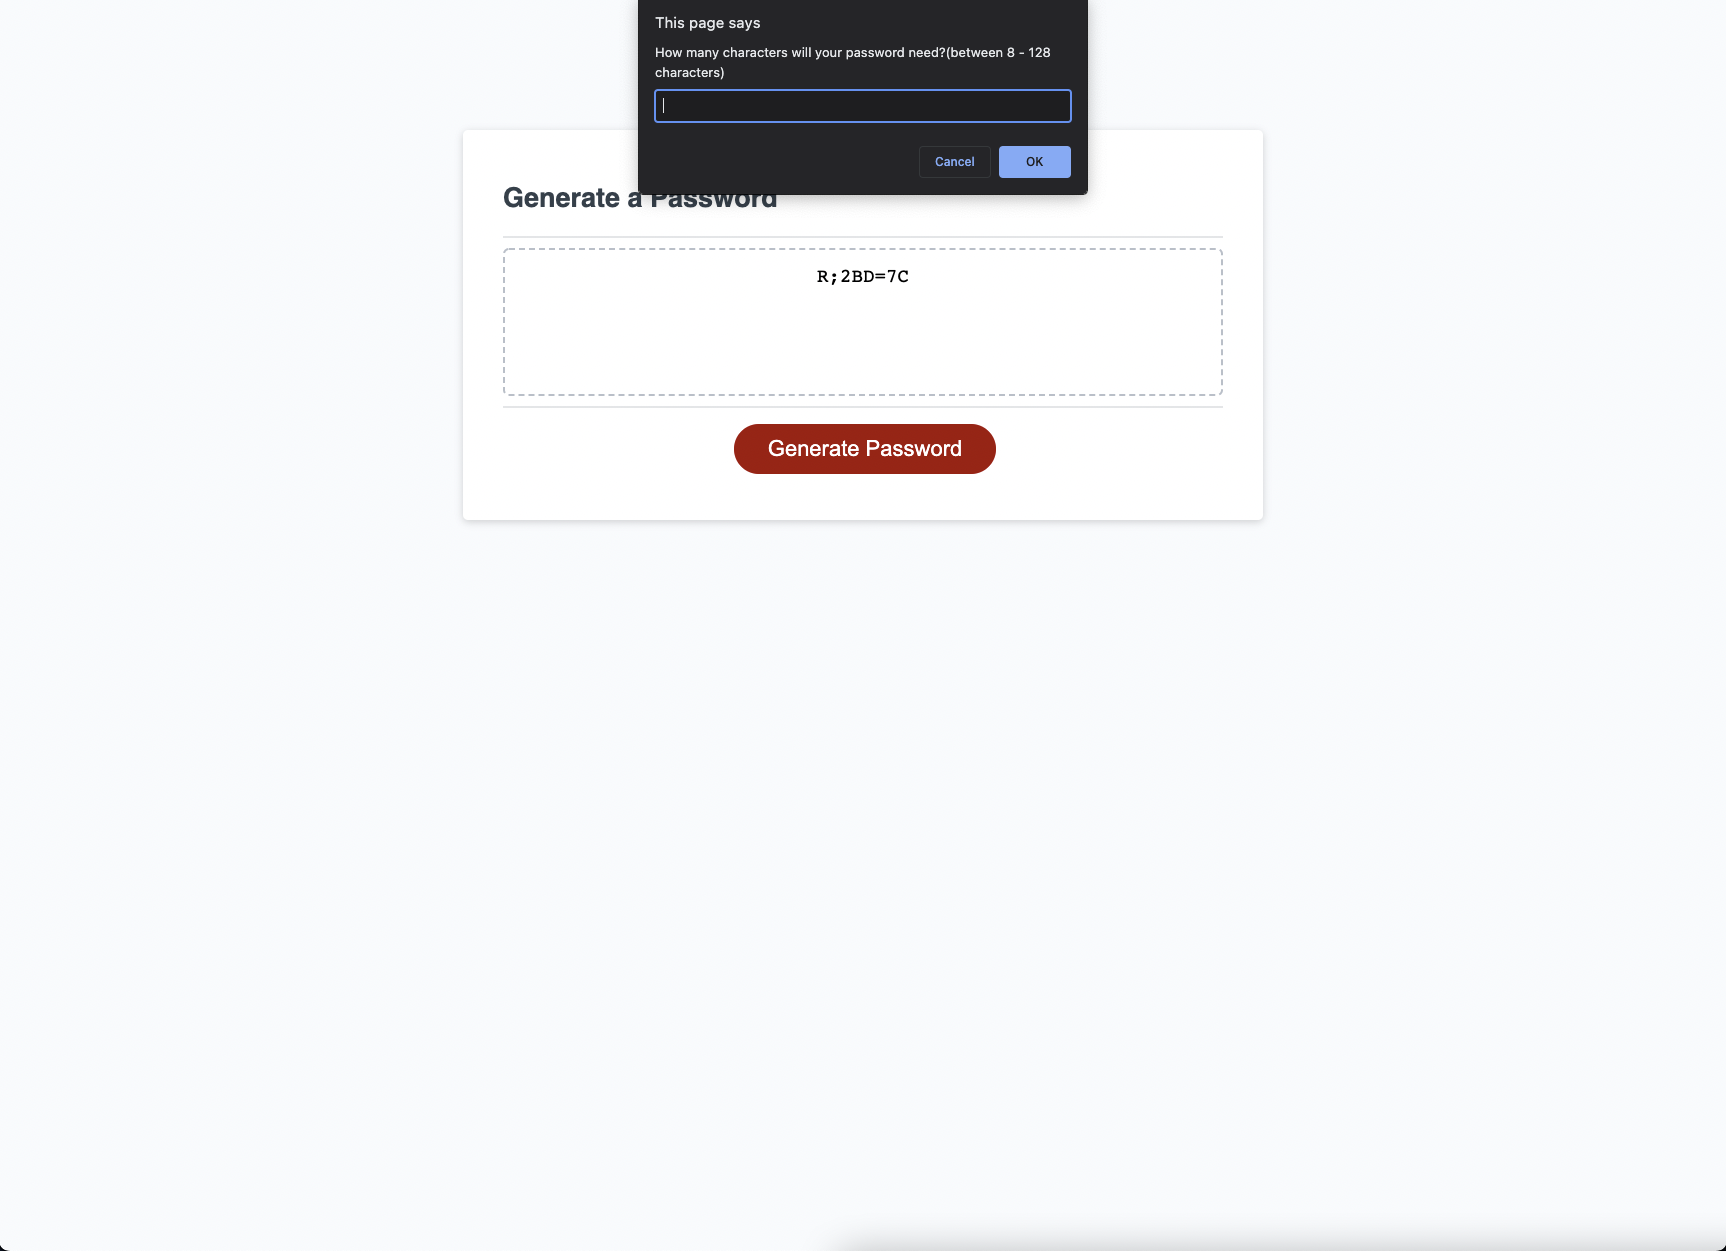 This page says
How many characters will your password need?(between 8 - 128
characters)
Cancel
OK
Generate a Password
R;2BD=7C
Generate Password